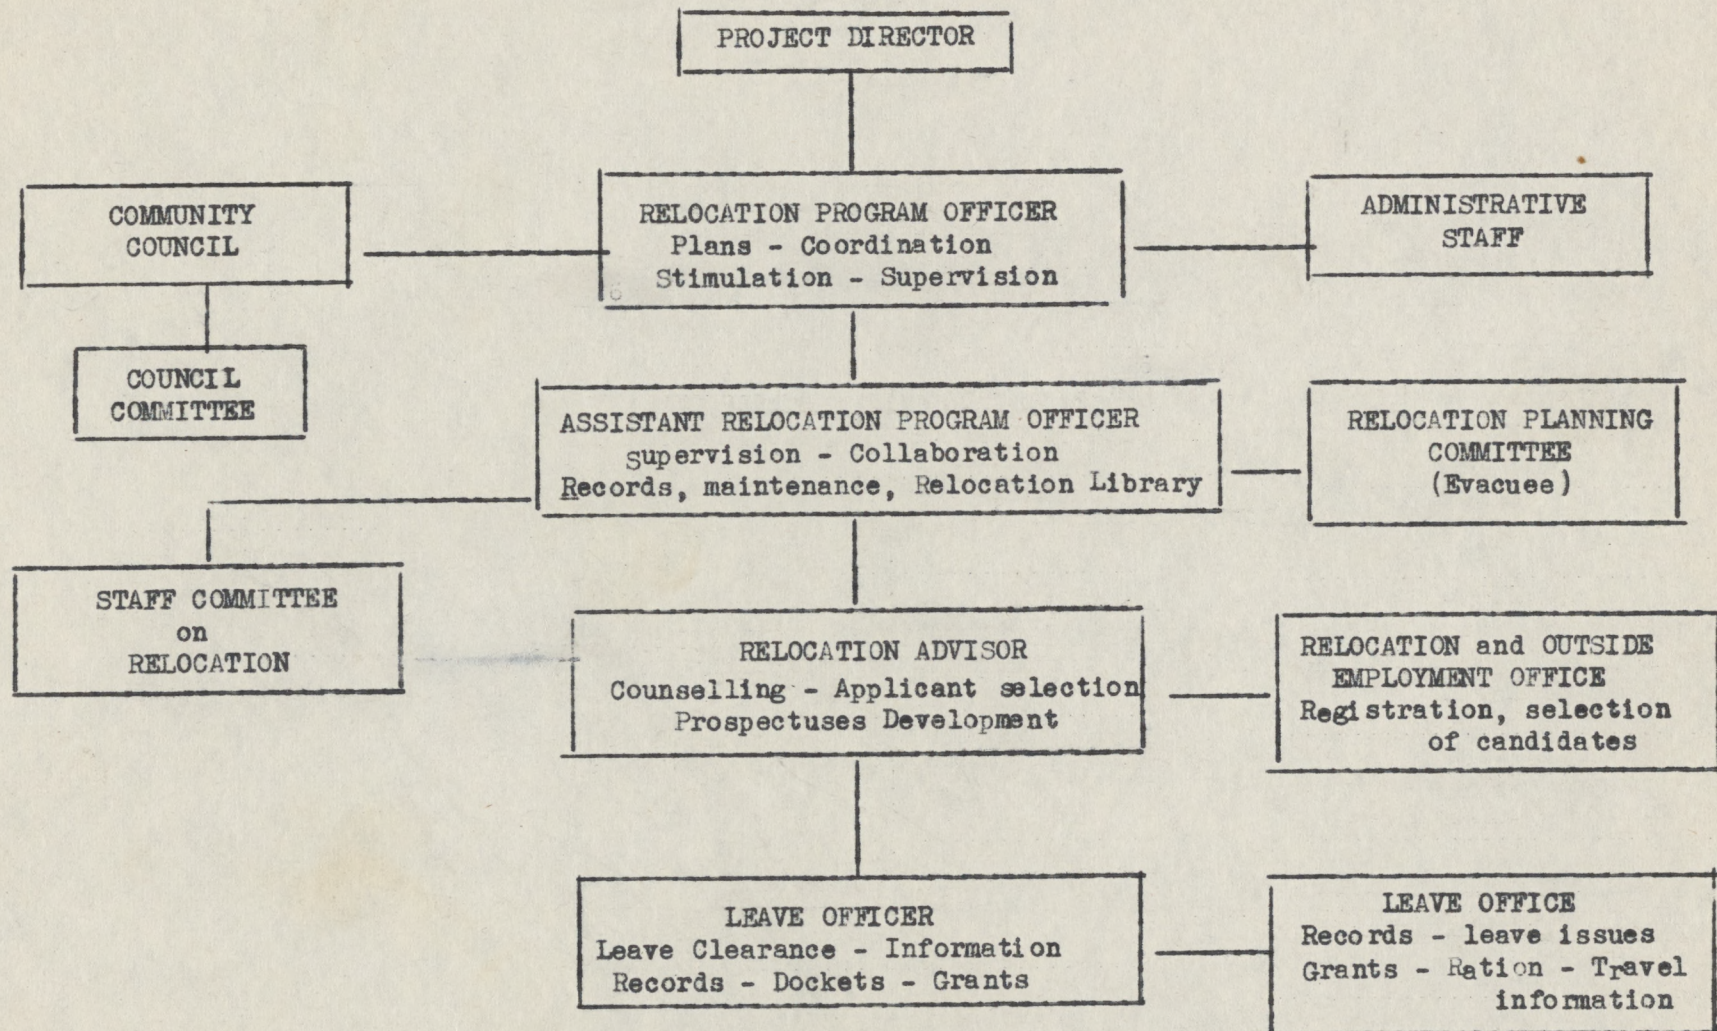 PROJECT DIRECTOR
COMMUNITY
COUNCIL
RELOCATION PROGRAM OFFICER
Plans - Coordination
Stimulation - Supervision
ADMINISTRATIVE
STAFF
COUNCIL
COMMITTEE
ASSISTANT RELOCATION PROGRAM OFFICER
Supervision - Collaboration
Records, maintenance, Relocation Library
RELOCATION PLANNING
COMMITTEE
(Evacuee)
STAFF COMMITTEE
on
RELOCATION
RELOCATION ADVISOR
Counselling - Applicant selection
Prospectuses Development
RELOCATION and OUTSIDE
EMPLOYMENT OFFICE
Registration, selection
of candidates
LEAVE OFFICER
Leave Clearance - Information
Records - Dockets - Grants
LEAVE OFFICE
Records - leave issues
Grants - Ration - Travel
information